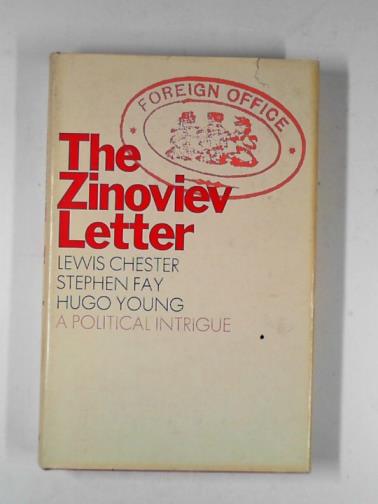 FOREIGN OFFICE
The
Zinoviev
Letter
LEWIS CHESTER
STEPHEN FAY
HUGO YOUNG
A POLITICAL INTRIGUE